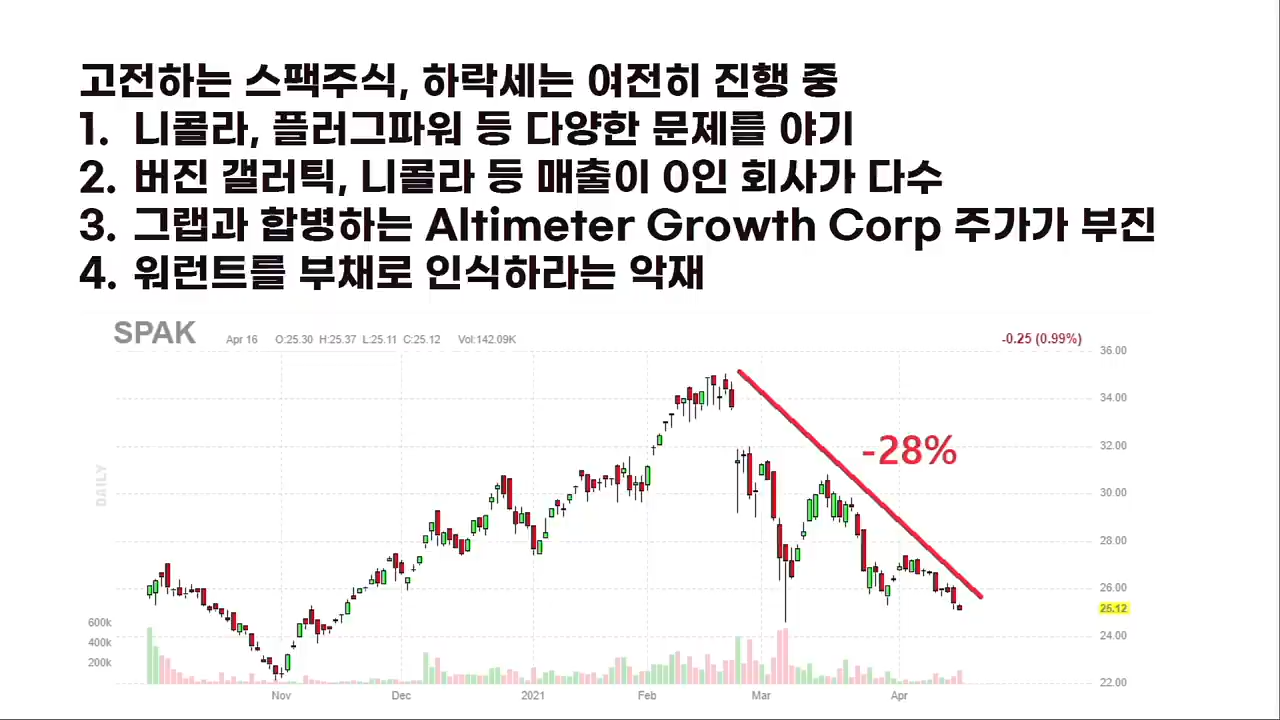 고전하는 스팩주식, 하락세는 여전히 진행 중
1. 니콜라, 플러그파워 등 다양한 문제를 야기
2. 버진 갤러틱, 니콜라 등 매출이 0인 회사가 다수
3. 그랩과 합병하는 Altimeter Growth Corp 주가가 부진
4. 워런트를 부채로 인식하라는 악재
SPAK Apr 16 O:25.30 H:25.37 L:25.11 C:25.12 Vol:142.09K -0.25 (0.99%)
36.00
34.00
-28%
32.00
DAILY
30.00
28.00
26.00
25.12
600k
24.00
400k
200k
22.00
Nov Dec 2021 Feb Mar Apr